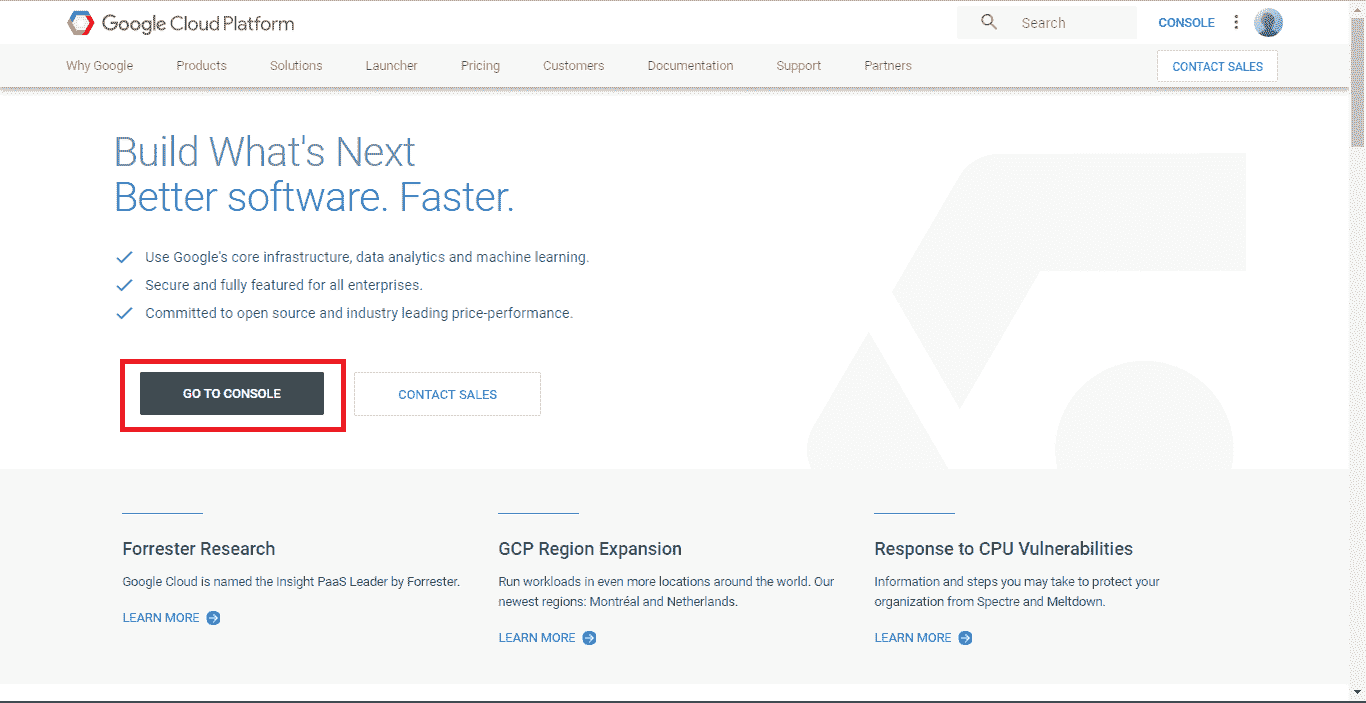 Google Cloud Platform
Search
CONSOLE
Why Google
Products
Solutions
Launcher
Pricing
Customers
Documentation
Support
Partners
CONTACT SALES
Build What's Next
Better software. Faster.
Use Google's core infrastructure, data analytics and machine learning.
Secure and fully featured for all enterprises.
Committed to open source and industry leading price-performance.
GO TO CONSOLE
CONTACT SALES
Forrester Research
Google Cloud is named the Insight PaaS Leader by Forrester.
LEARN MORE
GCP Region Expansion
Run workloads in even more locations around the world. Our
newest regions: Montréal and Netherlands.
LEARN MORE
Response to CPU Vulnerabilities
Information and steps you may take to protect your
organization from Spectre and Meltdown.
LEARN MORE